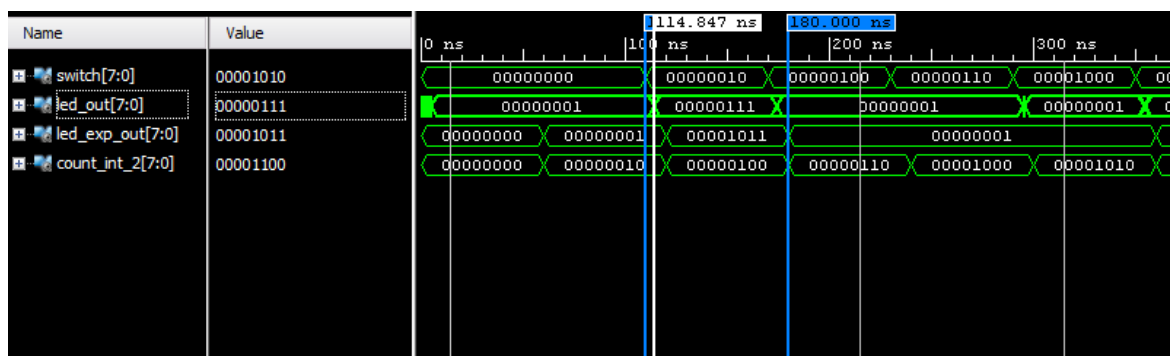 Name Value 114.847 ns 180.000 ns
0 ns 100 ns 200 ns 300 ns
switch[7:0] 00001010 00000000 00000010 00000100 00000110 00001000
led_out[7:0] 00000111 00000001 00000111 00000001 00000001
led_exp_out[7:0] 00001011 00000000 00000001 00001011 00000001
count_int_2[7:0] 00001100 00000000 00000010 00000100 00000110 00001000 00001010